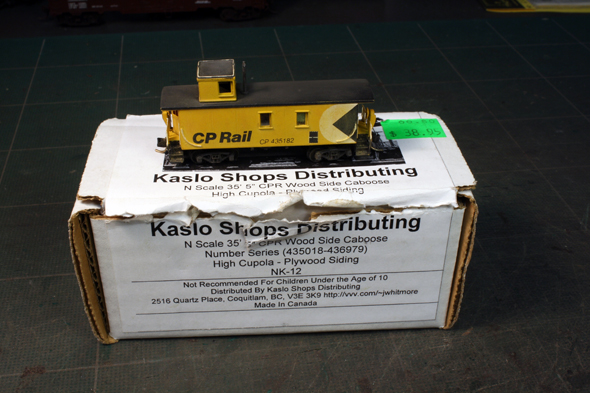 CP Rail
CP 435182
$ 38.95
Kaslo Shops Distributing
N Scale 35' 5" CPR Wood Side Caboose
High Cupola - Plywood Siding
Kaslo Shops Distributing
N Scale 35' 5" CPR Wood Side Caboose
Number Series (435018-436979)
High Cupola - Plywood Siding
NK-12
Not Recommended For Children Under the Age of 10
Distributed By Kaslo Shops Distributing
2516 Quartz Place, Coquitlam, BC, V3E 3K9 http://vvv.com/~jwhitmore
Made In Canada